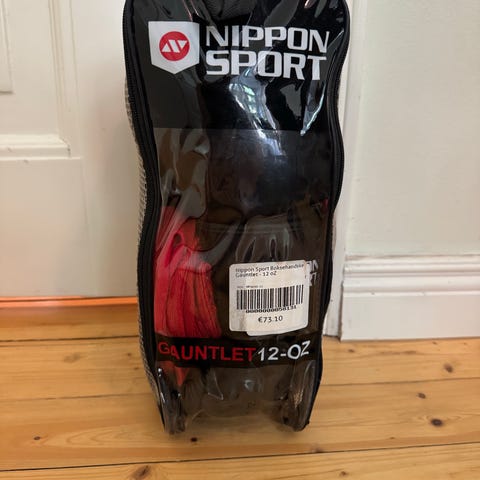 NIPPON
SPORT
Nippon Sport Boksehandske
Gauntlet - 12 oZ
€73.10
GAUNTLET 12-OZ